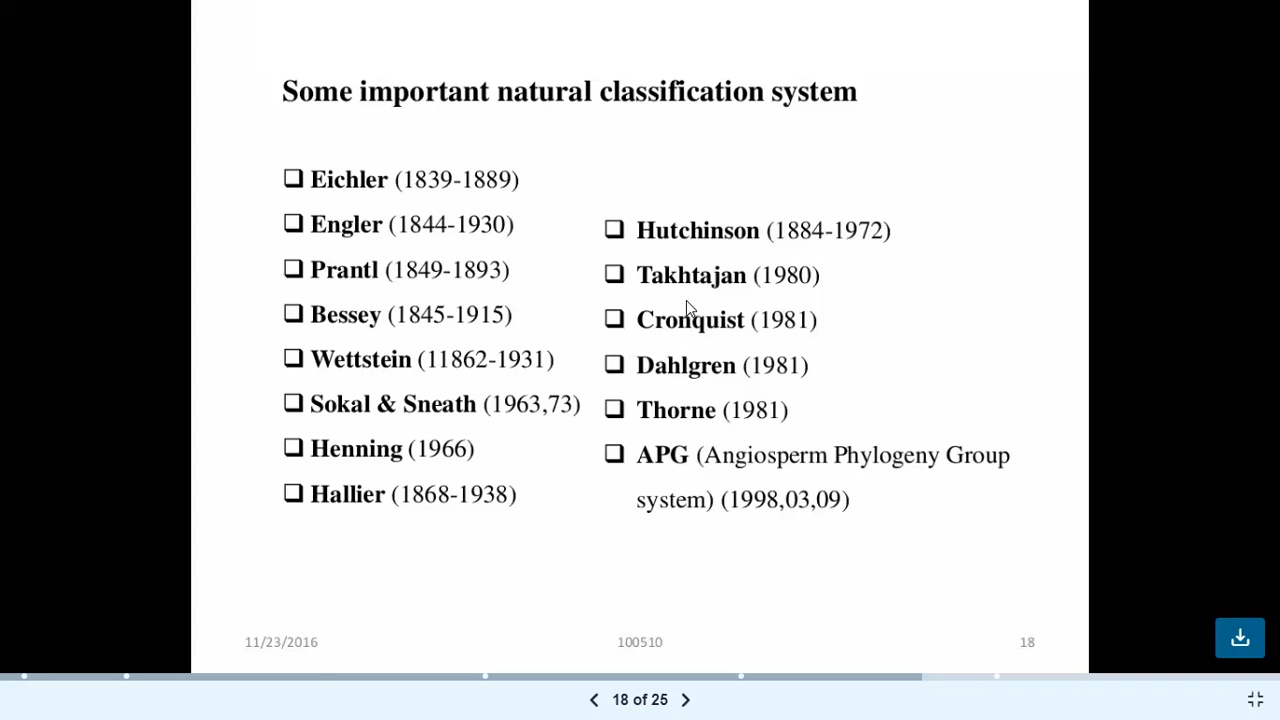 Some important natural classification system
❑ Eichler (1839-1889)
❑ Engler (1844-1930)
❑ Prantl (1849-1893)
❑ Bessey (1845-1915)
❑ Wettstein (11862-1931)
❑ Sokal & Sneath (1963,73)
❑ Henning (1966)
❑ Hallier (1868-1938)
❑ Hutchinson (1884-1972)
❑ Takhtajan (1980)
❑ Cronquist (1981)
❑ Dahlgren (1981)
❑ Thorne (1981)
❑ APG (Angiosperm Phylogeny Group
system) (1998,03,09)
11/23/2016 100510 18
18 of 25